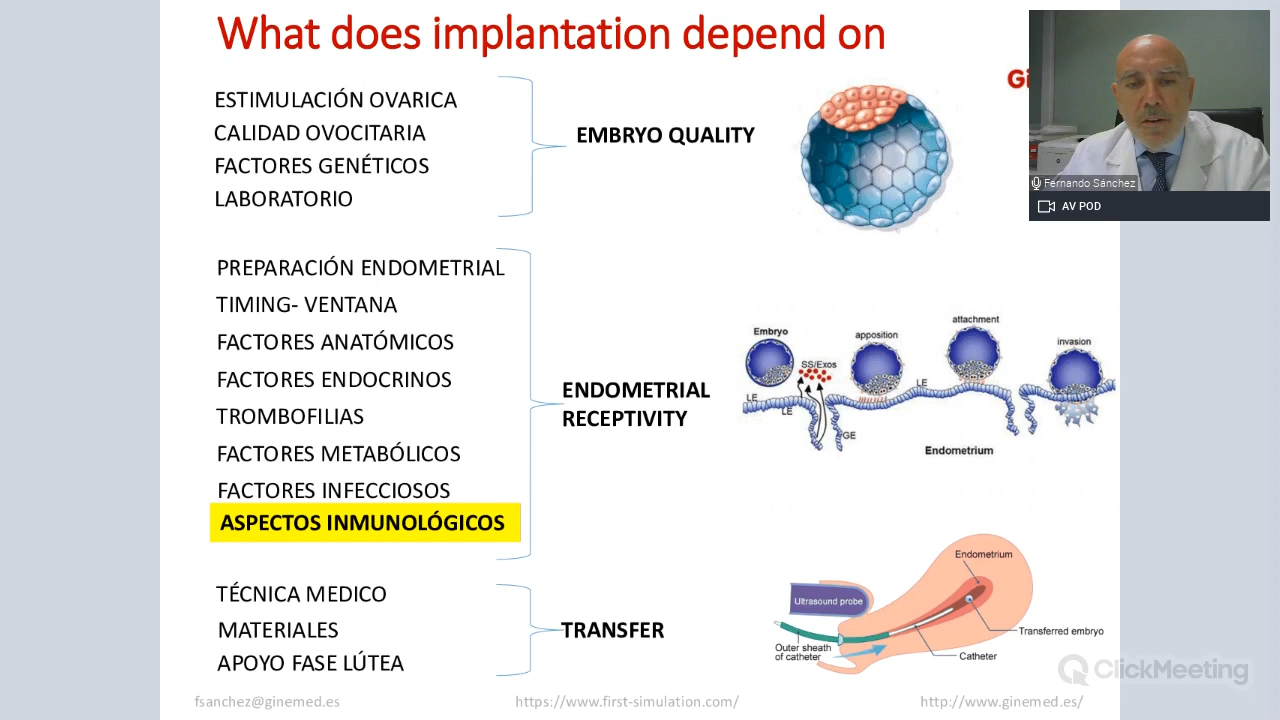 What does implantation depend on
Gi
ESTIMULACIÓN OVARICA
CALIDAD OVOCITARIA
FACTORES GENÉTICOS
LABORATORIO
EMBRYO QUALITY
Fernando Sánchez
AV POD
PREPARACIÓN ENDOMETRIAL
TIMING- VENTANA
FACTORES ANATÓMICOS
FACTORES ENDOCRINOS
TROMBOFILIAS
FACTORES METABÓLICOS
FACTORES INFECCIOSOS
ASPECTOS INMUNOLÓGICOS
ENDOMETRIAL
RECEPTIVITY
Embryo
apposition
attachment
invasion
SS/Exos
LE
LE
LE
GE
Endometrium
TÉCNICA MEDICO
MATERIALES
APOYO FASE LÚTEA
TRANSFER
Endometrium
Ultrasound probe
Transferred embryo
Outer sheath
of catheter
Catheter
ClickMeeting
fsanchez@ginemed.es
https://www.first-simulation.com/
http://www.ginemed.es/